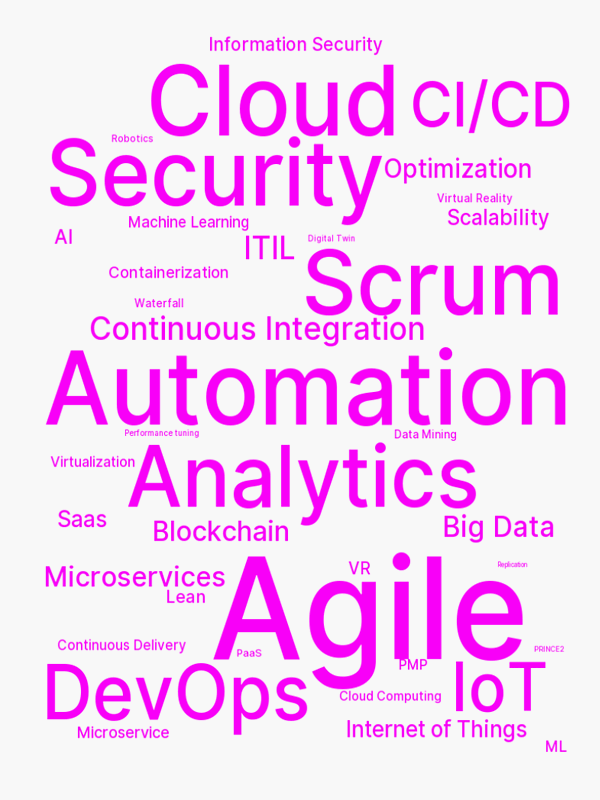 Information Security
Cloud
CI/CD
Robotics
Security
Optimization
Virtual Reality
Scalability
Machine Learning
AI
ITIL
Digital Twin
Containerization
Scrum
Waterfall
Continuous Integration
Automation
Performance tuning
Data Mining
Virtualization
Analytics
Saas
Blockchain
Big Data
Microservices
VR
Replication
Lean
Agile
Continuous Delivery
PaaS
PRINCE2
PMP
DevOps
Cloud Computing
IoT
Microservice
Internet of Things
ML